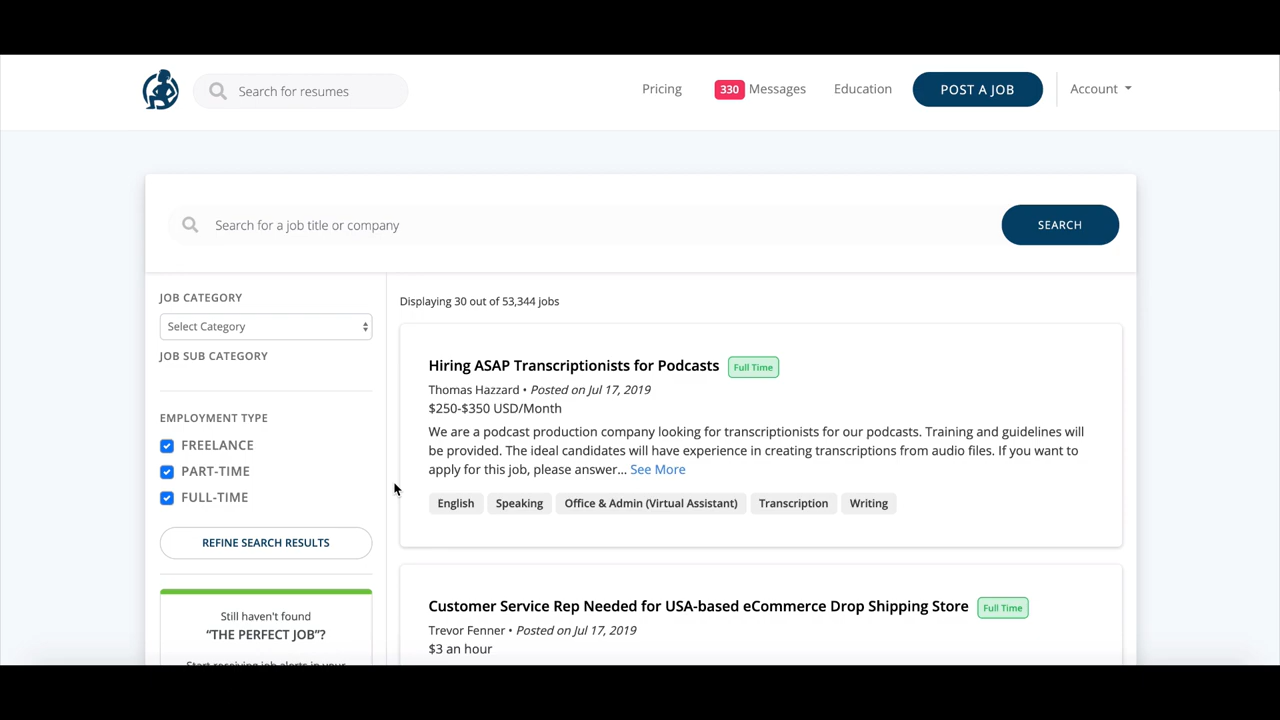 Search for resumes
Pricing
330 Messages
Education
POST A JOB
Account
Search for a job title or company
SEARCH
JOB CATEGORY
Select Category
JOB SUB CATEGORY
EMPLOYMENT TYPE
FREELANCE
PART-TIME
FULL-TIME
REFINE SEARCH RESULTS
Still haven't found
“THE PERFECT JOB”?
Start receiving job alerts in your
Displaying 30 out of 53,344 jobs
Hiring ASAP Transcriptionists for Podcasts Full Time
Thomas Hazzard • Posted on Jul 17, 2019
$250-$350 USD/Month
We are a podcast production company looking for transcriptionists for our podcasts. Training and guidelines will
be provided. The ideal candidates will have experience in creating transcriptions from audio files. If you want to
apply for this job, please answer... See More
English Speaking Office & Admin (Virtual Assistant) Transcription Writing
Customer Service Rep Needed for USA-based eCommerce Drop Shipping Store Full Time
Trevor Fenner • Posted on Jul 17, 2019
$3 an hour